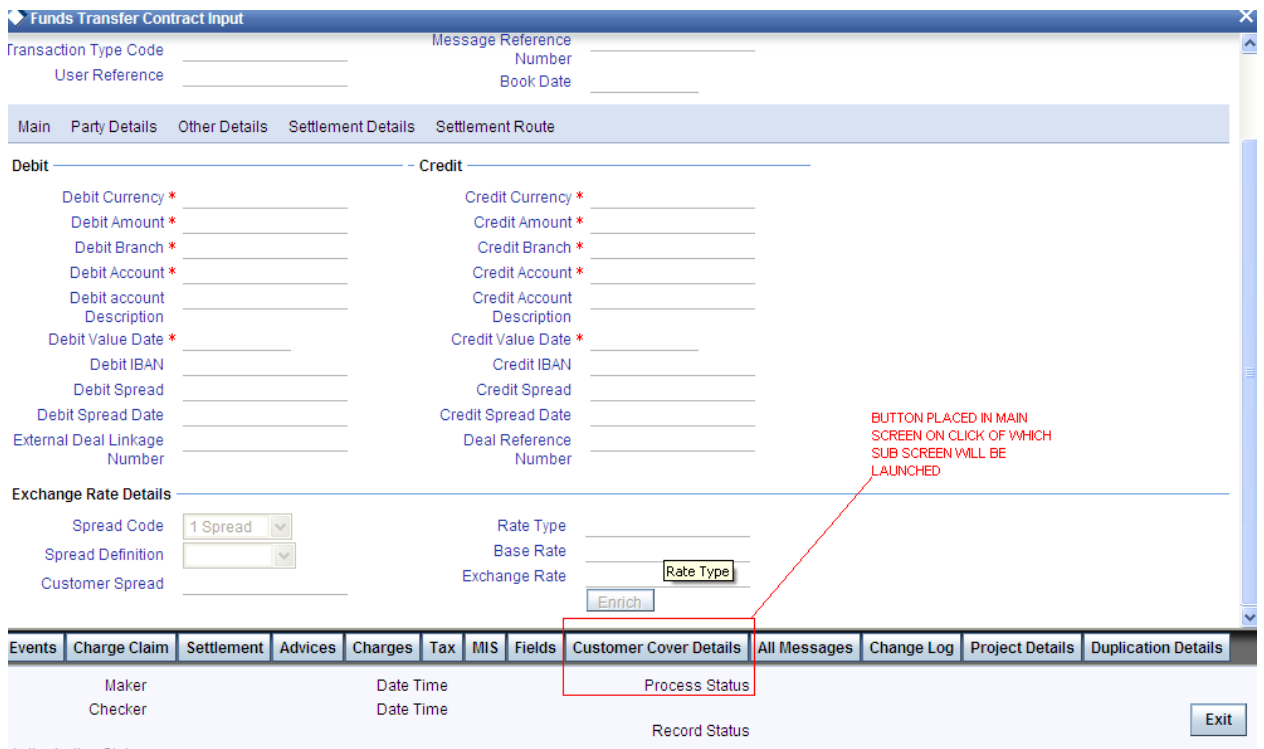 Funds Transfer Contract Input
Transaction Type Code
Message Reference
Number
User Reference
Book Date
Main Party Details Other Details Settlement Details Settlement Route
Debit
Credit
Debit Currency *
Credit Currency *
Debit Amount *
Credit Amount *
Debit Branch *
Credit Branch *
Debit Account *
Credit Account *
Debit account
Description
Credit Account
Description
Debit Value Date *
Credit Value Date *
Debit IBAN
Credit IBAN
Debit Spread
Credit Spread
Debit Spread Date
Credit Spread Date
External Deal Linkage
Number
Deal Reference
Number
BUTTON PLACED IN MAIN
SCREEN ON CLICK OF WHICH
SUB SCREEN WILL BE
LAUNCHED
Exchange Rate Details
Spread Code 1 Spread
Rate Type
Spread Definition
Base Rate
Customer Spread
Exchange Rate
Rate Type
Enrich
Events Charge Claim Settlement Advices Charges Tax MIS Fields Customer Cover Details All Messages Change Log Project Details Duplication Details
Maker Date Time Process Status
Checker Date Time
Record Status
Exit